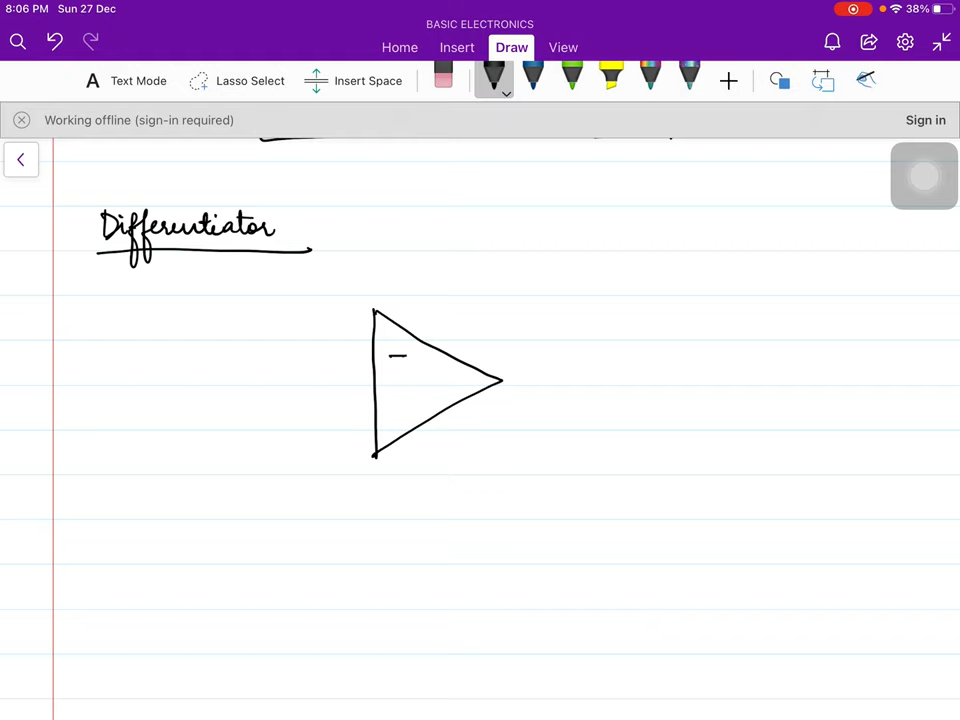 8:06 PM Sun 27 Dec
38%
BASIC ELECTRONICS
Home Insert Draw View
A Text Mode Lasso Select Insert Space
Working offline (sign-in required) Sign in
Differentiator
−